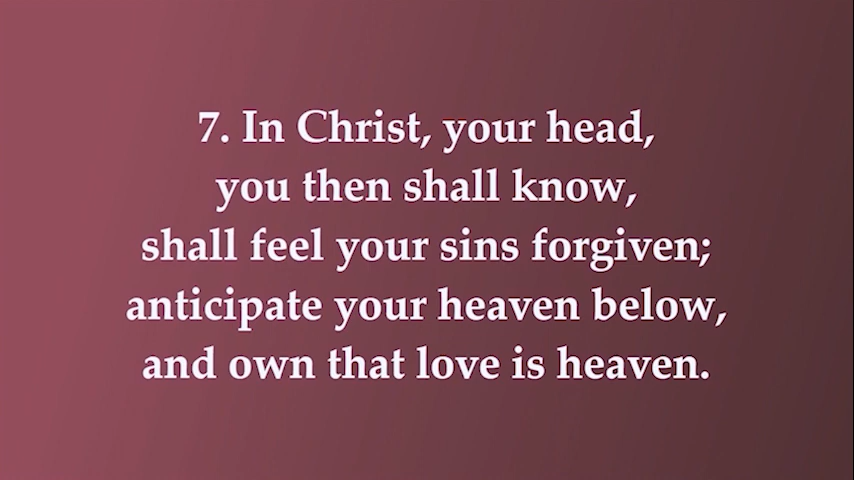 7. In Christ, your head,
you then shall know,
shall feel your sins forgiven;
anticipate your heaven below,
and own that love is heaven.